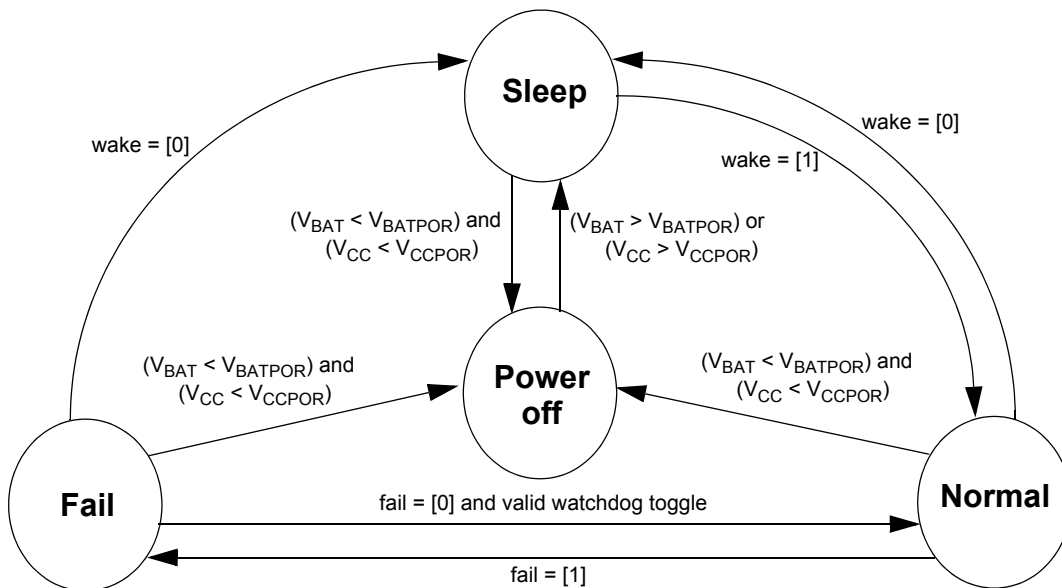 Sleep
wake = [0]
wake = [0]
wake = [1]
(V_BAT < V_BATPOR) and
(V_CC < V_CCPOR)
(V_BAT > V_BATPOR) or
(V_CC > V_CCPOR)
(V_BAT < V_BATPOR) and
(V_CC < V_CCPOR)
Power
off
(V_BAT < V_BATPOR) and
(V_CC < V_CCPOR)
Fail
Normal
fail = [0] and valid watchdog toggle
fail = [1]